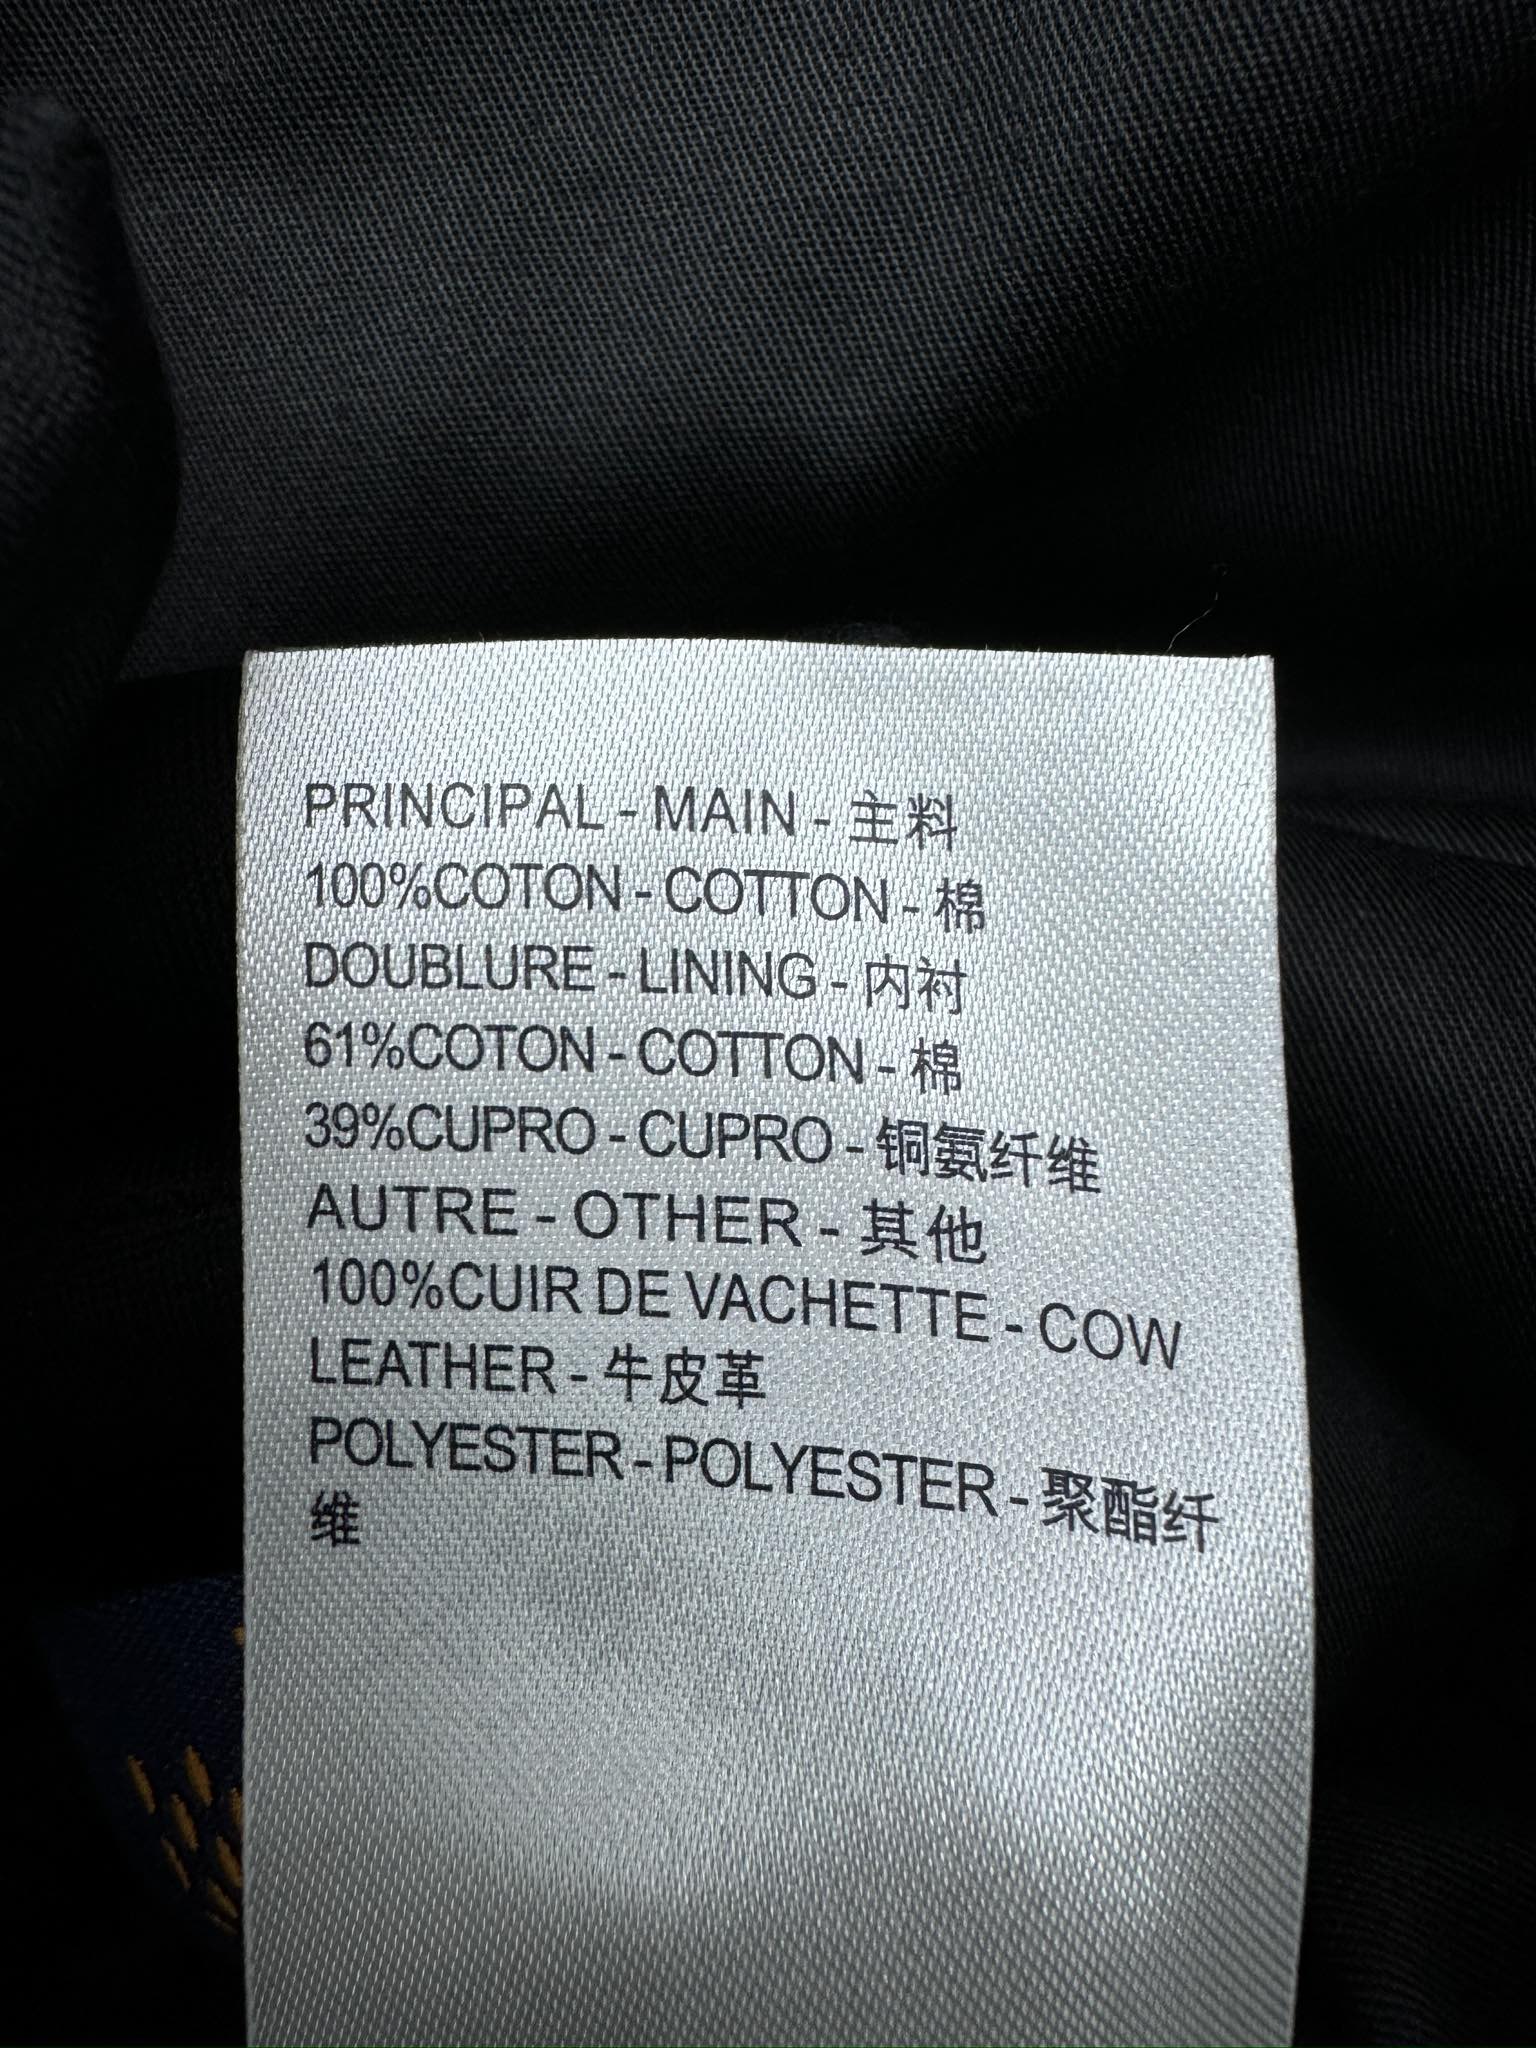 PRINCIPAL - MAIN - 主料
100%COTON - COTTON - 棉
DOUBLURE - LINING - 内衬
61%COTON - COTTON - 棉
39%CUPRO - CUPRO - 铜氨纤维
AUTRE - OTHER - 其他
100%CUIR DE VACHETTE - COW
LEATHER - 牛皮革
POLYESTER - POLYESTER - 聚酯纤
维